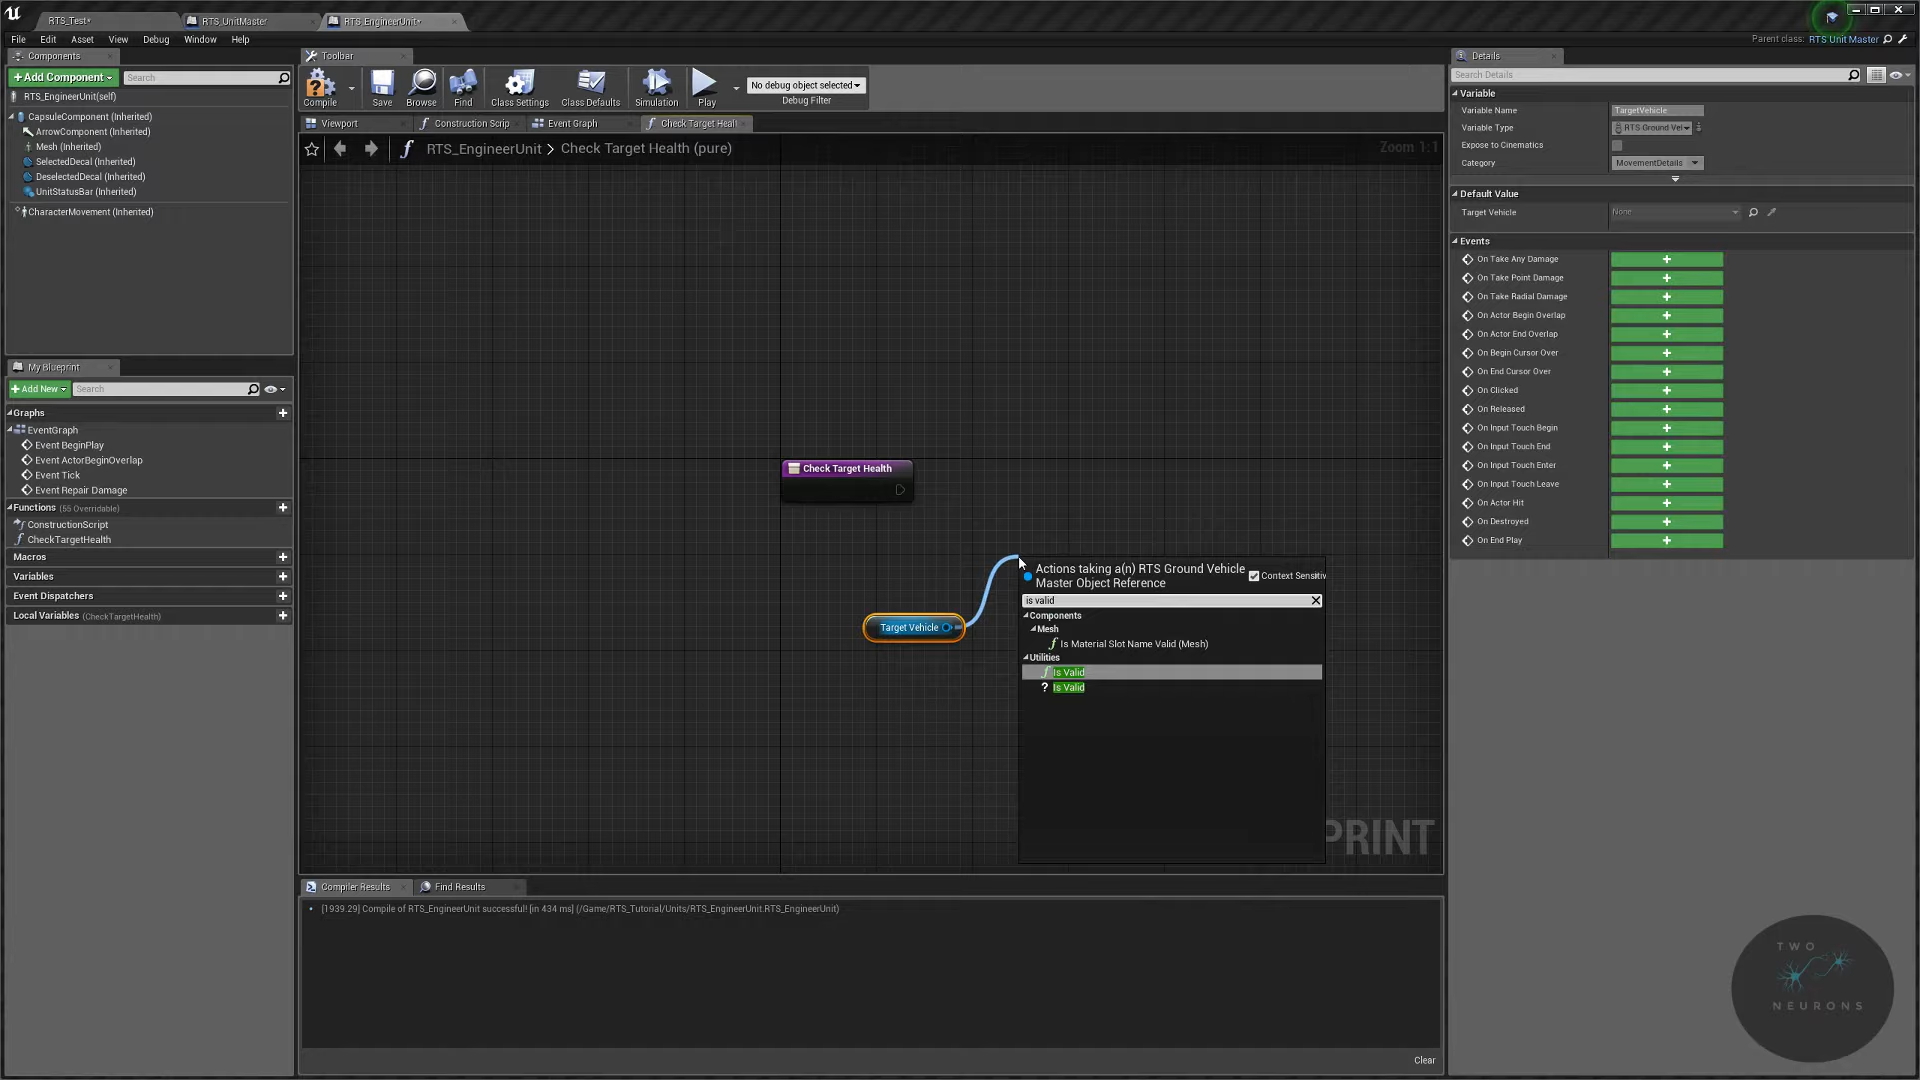 RTS_Test*
RTS_UnitMaster
RTS_EngineerUnit*
File Edit Asset View Debug Window Help
Parent class: RTS Unit Master
Components
Toolbar
Details
+Add Component
Search
Search Details
RTS_EngineerUnit(self)
CapsuleComponent (Inherited)
ArrowComponent (Inherited)
Mesh (Inherited)
SelectedDecal (Inherited)
DeselectedDecal (Inherited)
UnitStatusBar (Inherited)
CharacterMovement (Inherited)
Compile
Save
Browse
Find
Class Settings
Class Defaults
Simulation
Play
No debug object selected
Debug Filter
Viewport
Construction Scrip
Event Graph
Check Target Heal
RTS_EngineerUnit > Check Target Health (pure)
Zoom 1:1
Variable
Variable Name
TargetVehicle
Variable Type
RTS Ground Vel
Expose to Cinematics
Category
MovementDetails
Default Value
Target Vehicle
None
Events
On Take Any Damage
On Take Point Damage
On Take Radial Damage
On Actor Begin Overlap
On Actor End Overlap
On Begin Cursor Over
On End Cursor Over
On Clicked
On Released
On Input Touch Begin
On Input Touch End
On Input Touch Enter
On Input Touch Leave
On Actor Hit
On Destroyed
On End Play
My Blueprint
+Add New
Search
Graphs
EventGraph
Event BeginPlay
Event ActorBeginOverlap
Event Tick
Event Repair Damage
Functions (55 Overridable)
ConstructionScript
CheckTargetHealth
Macros
Variables
Event Dispatchers
Local Variables (CheckTargetHealth)
Check Target Health
Target Vehicle
Actions taking a(n) RTS Ground Vehicle
Master Object Reference
Context Sensitiv
is valid
Components
Mesh
Is Material Slot Name Valid (Mesh)
Utilities
Is Valid
? Is Valid
PRINT
Compiler Results
Find Results
[1939.29] Compile of RTS_EngineerUnit successful! [in 434 ms] (/Game/RTS_Tutorial/Units/RTS_EngineerUnit.RTS_EngineerUnit)
Clear
TWO
NEURONS